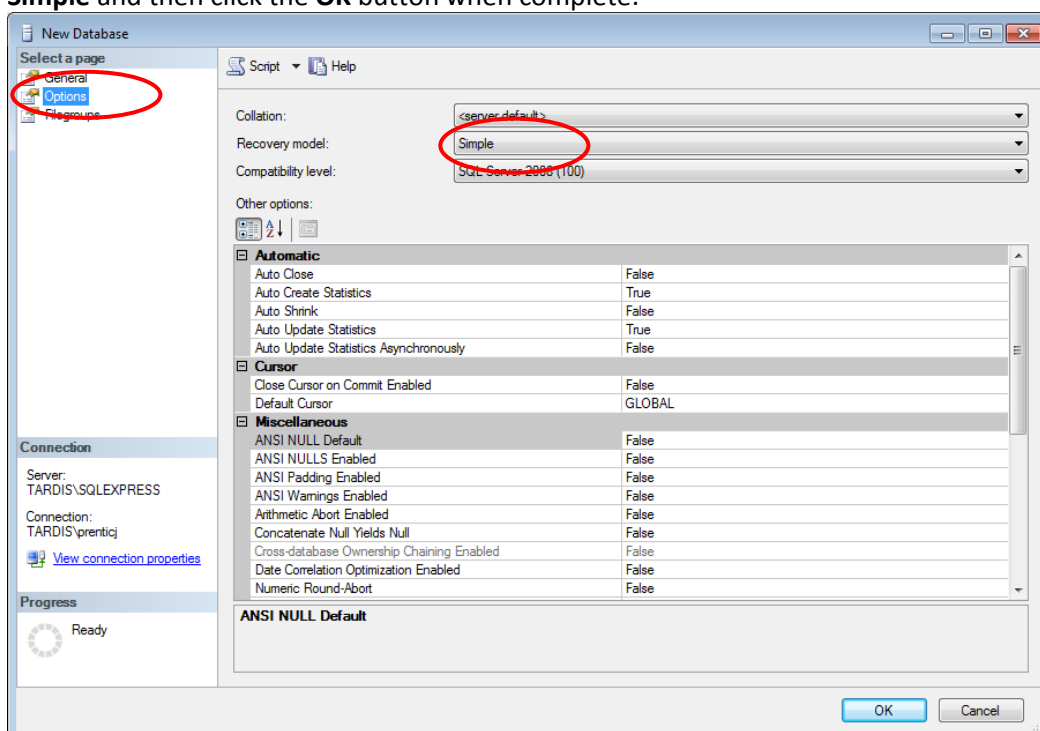 Simple and then click the OK button when complete.
New Database
Select a page
General
Options
Filegroups
Script Help
Collation: <server default>
Recovery model: Simple
Compatibility level: SQL Server 2008 (100)
Other options:
Automatic
Auto Close False
Auto Create Statistics True
Auto Shrink False
Auto Update Statistics True
Auto Update Statistics Asynchronously False
Cursor
Close Cursor on Commit Enabled False
Default Cursor GLOBAL
Miscellaneous
ANSI NULL Default False
ANSI NULLS Enabled False
ANSI Padding Enabled False
ANSI Warnings Enabled False
Arithmetic Abort Enabled False
Concatenate Null Yields Null False
Cross-database Ownership Chaining Enabled False
Date Correlation Optimization Enabled False
Numeric Round-Abort False
ANSI NULL Default
Connection
Server:
TARDIS\SQLEXPRESS
Connection:
TARDIS\prenticj
View connection properties
Progress
Ready
OK Cancel